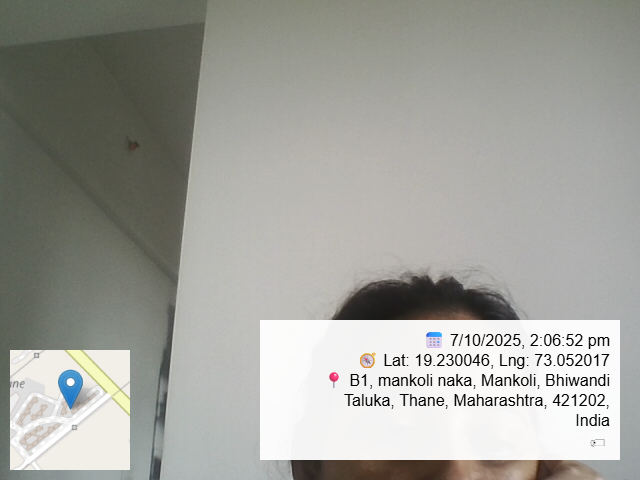 7/10/2025, 2:06:52 pm
Lat: 19.230046, Lng: 73.052017
B1, mankoli naka, Mankoli, Bhiwandi
Taluka, Thane, Maharashtra, 421202,
India
une